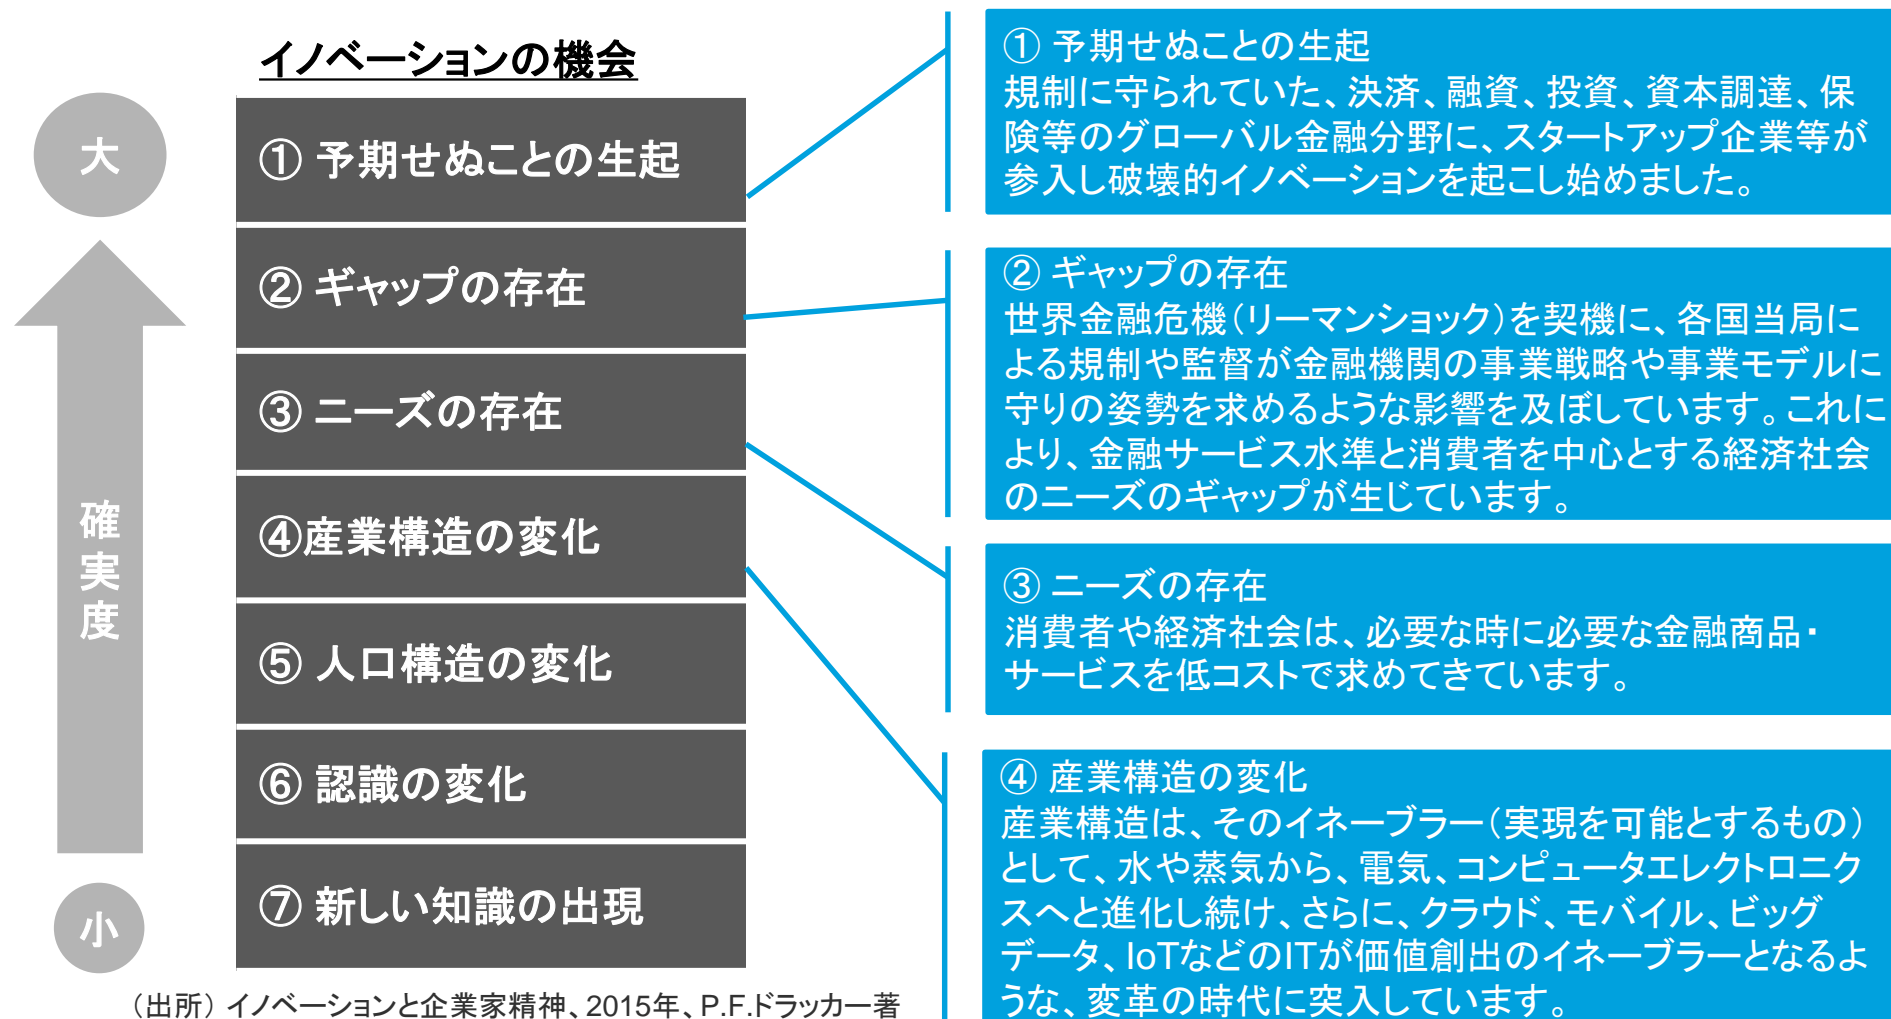 イノベーションの機会
大
確実度
小
① 予期せぬことの生起
② ギャップの存在
③ ニーズの存在
④産業構造の変化
⑤ 人口構造の変化
⑥ 認識の変化
⑦ 新しい知識の出現
（出所） イノベーションと企業家精神、2015年、P.F.ドラッカー著
① 予期せぬことの生起
規制に守られていた、決済、融資、投資、資本調達、保
険等のグローバル金融分野に、スタートアップ企業等が
参入し破壊的イノベーションを起こし始めました。
② ギャップの存在
世界金融危機（リーマンショック）を契機に、各国当局に
よる規制や監督が金融機関の事業戦略や事業モデルに
守りの姿勢を求めるような影響を及ぼしています。これに
より、金融サービス水準と消費者を中心とする経済社会
のニーズのギャップが生じています。
③ ニーズの存在
消費者や経済社会は、必要な時に必要な金融商品・
サービスを低コストで求めてきています。
④ 産業構造の変化
産業構造は、そのイネーブラー（実現を可能とするもの）
として、水や蒸気から、電気、コンピュータエレクトロニク
スへと進化し続け、さらに、クラウド、モバイル、ビッグ
データ、IoTなどのITが価値創出のイネーブラーとなるよ
うな、変革の時代に突入しています。